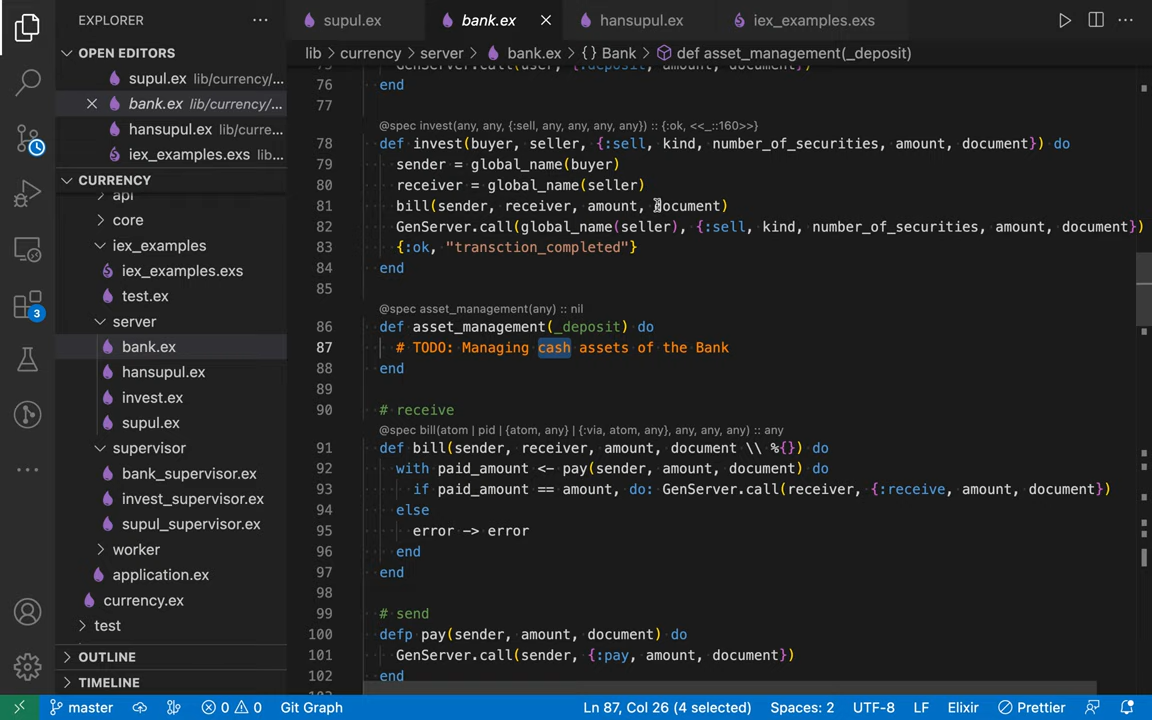 EXPLORER
supul.ex
bank.ex
hansupul.ex
iex_examples.exs
OPEN EDITORS
supul.ex lib/currency/...
bank.ex lib/currency/...
hansupul.ex lib/currency/...
iex_examples.exs lib...
CURRENCY
api
core
iex_examples
iex_examples.exs
test.ex
server
bank.ex
hansupul.ex
invest.ex
supul.ex
supervisor
bank_supervisor.ex
invest_supervisor.ex
supul_supervisor.ex
worker
application.ex
currency.ex
test
OUTLINE
TIMELINE
3
lib > currency > server > bank.ex > {} Bank > def asset_management(_deposit)
GenServer.call(user, {:deposit, amount, document})
76 end
77
@spec invest(any, any, {:sell, any, any, any, any}) :: {:ok, <<_::160>>}
78 def invest(buyer, seller, {:sell, kind, number_of_securities, amount, document}) do
79 sender = global_name(buyer)
80 receiver = global_name(seller)
81 bill(sender, receiver, amount, document)
82 GenServer.call(global_name(seller), {:sell, kind, number_of_securities, amount, document})
83 {:ok, "transction_completed"}
84 end
85
@spec asset_management(any) :: nil
86 def asset_management(_deposit) do
87 # TODO: Managing cash assets of the Bank
88 end
89
90 # receive
@spec bill(atom | pid | {atom, any} | {:via, atom, any}, any, any, any) :: any
91 def bill(sender, receiver, amount, document \\ %{}) do
92 with paid_amount <- pay(sender, amount, document) do
93 if paid_amount == amount, do: GenServer.call(receiver, {:receive, amount, document})
94 else
95 error -> error
96 end
97 end
98
99 # send
100 defp pay(sender, amount, document) do
101 GenServer.call(sender, {:pay, amount, document})
102 end
master
0 0
Git Graph
Ln 87, Col 26 (4 selected)
Spaces: 2
UTF-8
LF
Elixir
Prettier